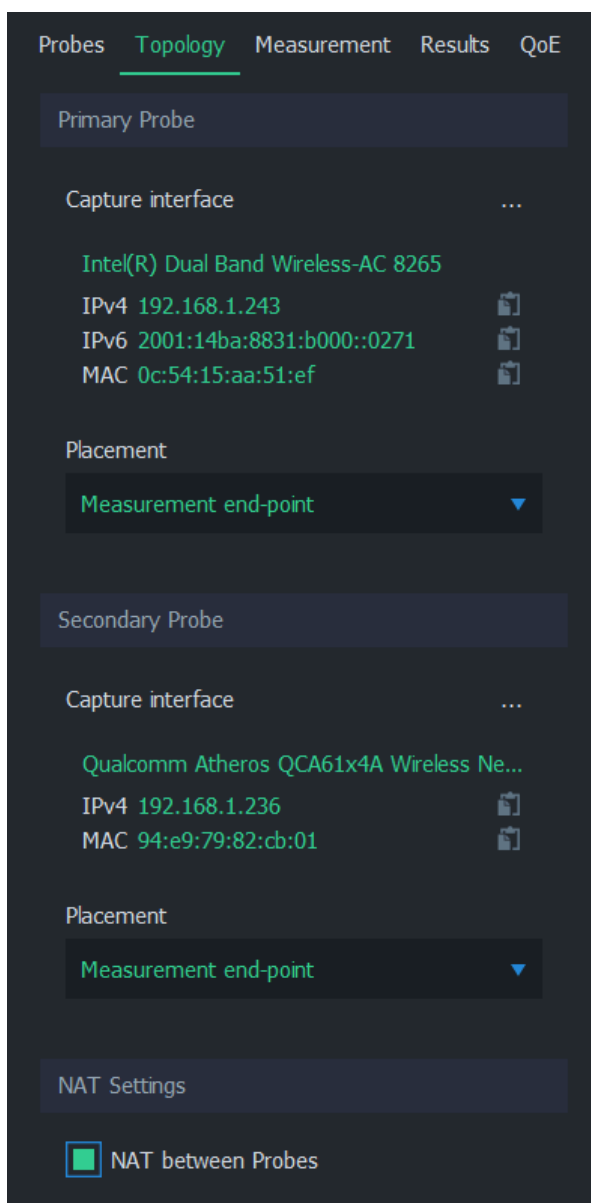 Probes Topology Measurement Results QoE
Primary Probe
Capture interface ...
Intel(R) Dual Band Wireless-AC 8265
IPv4 192.168.1.243
IPv6 2001:14ba:8831:b000::0271
MAC 0c:54:15:aa:51:ef
Placement
Measurement end-point
Secondary Probe
Capture interface ...
Qualcomm Atheros QCA61x4A Wireless Ne...
IPv4 192.168.1.236
MAC 94:e9:79:82:cb:01
Placement
Measurement end-point
NAT Settings
NAT between Probes